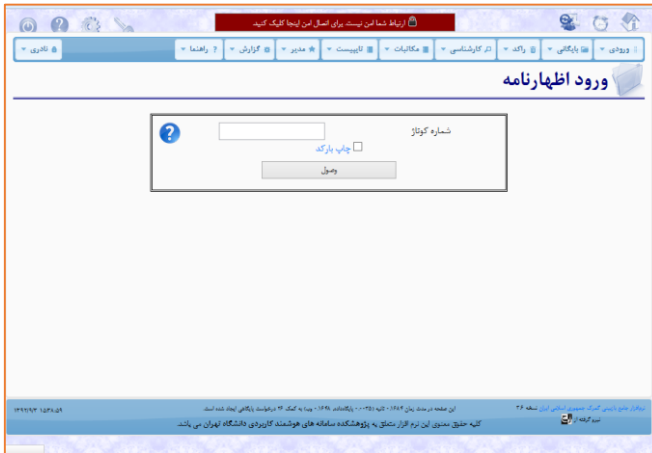 ارتباط شما امن نیست. برای اتصال امن اینجا کلیک کنید.
ورودی بایگانی راکد کارشناسی مکاتبات تایپیست مدیر گزارش راهنما نادری
ورود اظهارنامه
شماره کوتاژ
چاپ بارکد
وصول
کلیه حقوق معنوی این نرم افزار متعلق به پژوهشکده سامانه های هوشمند کاربردی دانشگاه تهران می باشد.